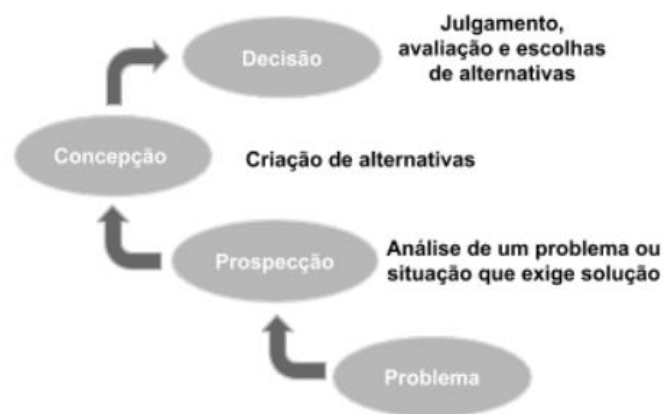 Decisão
Julgamento,
avaliação e escolhas
de alternativas
Concepção
Criação de alternativas
Prospecção
Análise de um problema ou
situação que exige solução
Problema